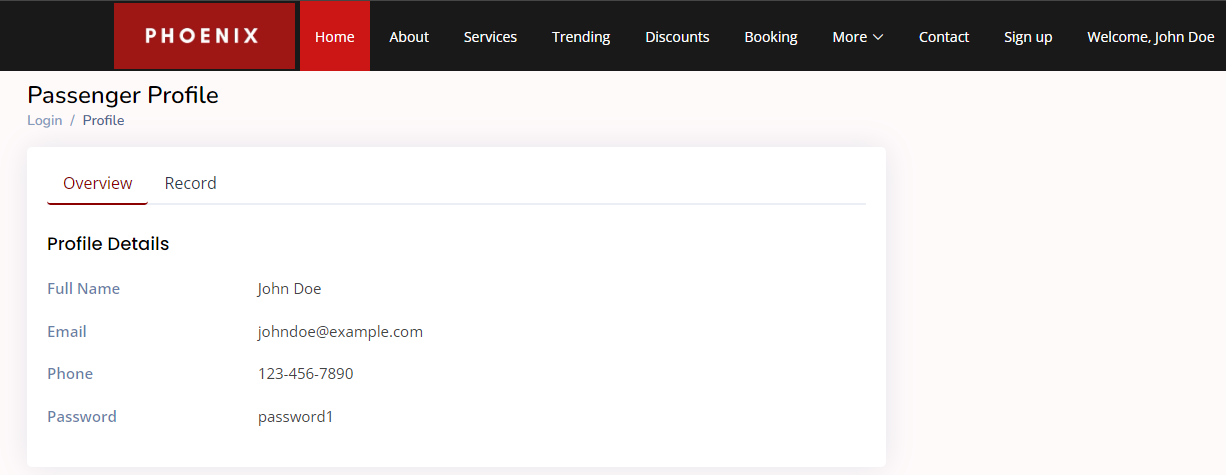 PHOENIX Home About Services Trending Discounts Booking More Contact Sign up Welcome, John Doe
Passenger Profile
Login / Profile
Overview Record
Profile Details
Full Name John Doe
Email johndoe@example.com
Phone 123-456-7890
Password password1